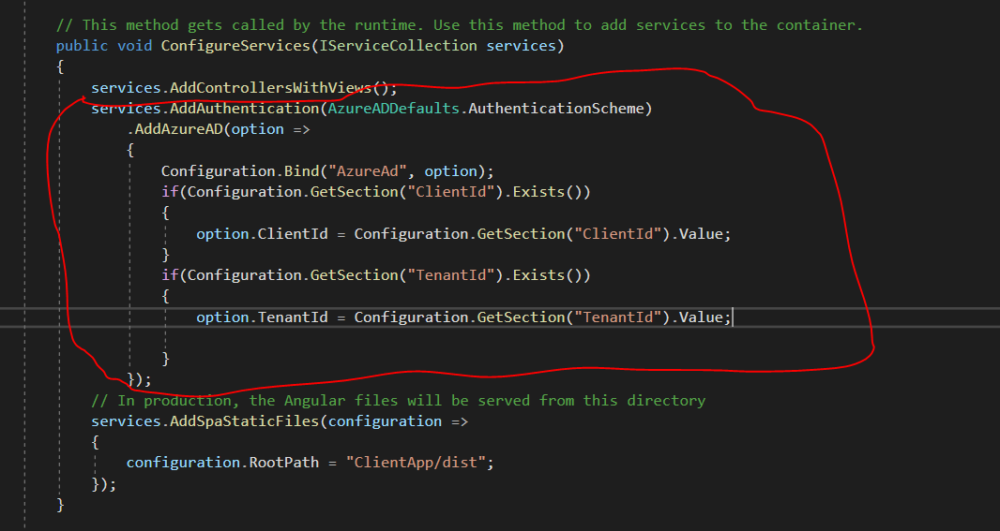 // This method gets called by the runtime. Use this method to add services to the container.
public void ConfigureServices(IServiceCollection services)
{
    services.AddControllersWithViews();
    services.AddAuthentication(AzureADDefaults.AuthenticationScheme)
        .AddAzureAD(option =>
        {
            Configuration.Bind("AzureAd", option);
            if(Configuration.GetSection("ClientId").Exists())
            {
                option.ClientId = Configuration.GetSection("ClientId").Value;
            }
            if(Configuration.GetSection("TenantId").Exists())
            {
                option.TenantId = Configuration.GetSection("TenantId").Value;
            }
        });
    // In production, the Angular files will be served from this directory
    services.AddSpaStaticFiles(configuration =>
    {
        configuration.RootPath = "ClientApp/dist";
    });
}